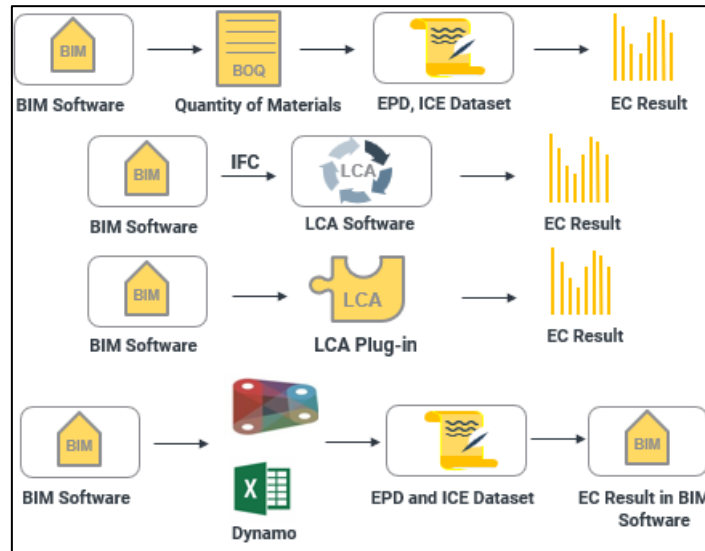 BIM
BOQ
BIM Software
Quantity of Materials
EPD, ICE Dataset
EC Result
BIM
IFC
LCA
BIM Software
LCA Software
EC Result
BIM
LCA
BIM Software
LCA Plug-in
EC Result
BIM
X
BIM
BIM Software
Dynamo
EPD and ICE Dataset
EC Result in BIM
Software